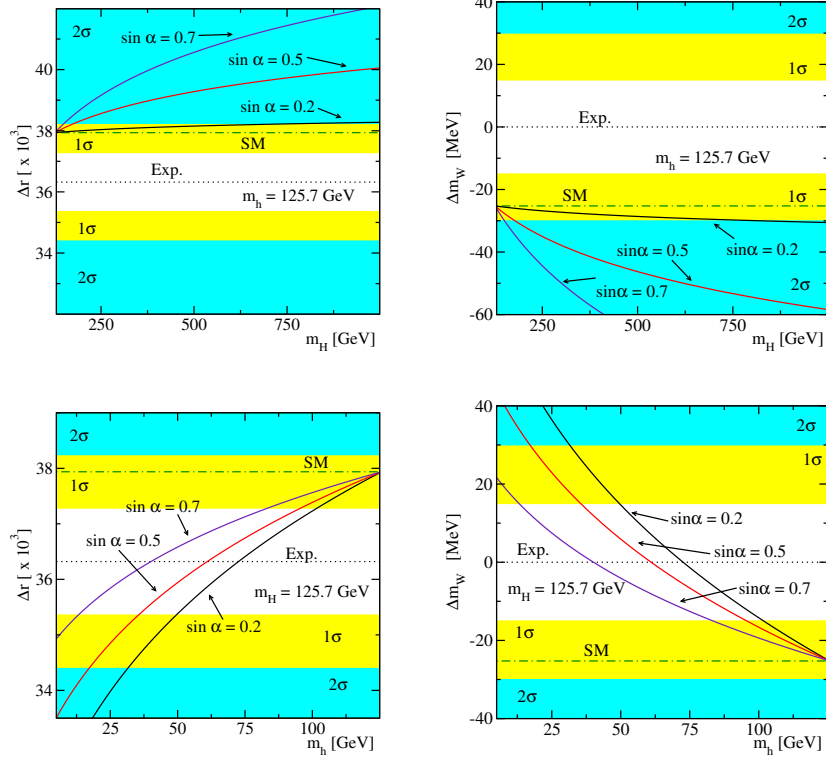 2σ
sin α = 0.7
sin α = 0.5
sin α = 0.2
1σ
SM
Exp.
m_h = 125.7 GeV
1σ
2σ
40
38
36
34
Δr [ x 10³]
250
500
750
m_H [GeV]
2σ
1σ
Exp.
m_h = 125.7 GeV
SM
1σ
sinα = 0.2
sinα = 0.5
sinα = 0.7
2σ
40
20
0
-20
-40
-60
Δm_W [MeV]
250
500
750
m_H [GeV]
2σ
SM
1σ
sin α = 0.7
sin α = 0.5
Exp.
m_H = 125.7 GeV
sin α = 0.2
1σ
2σ
38
36
34
Δr [ x 10³]
0
25
50
75
100
m_h [GeV]
2σ
1σ
sinα = 0.2
sinα = 0.5
Exp.
sinα = 0.7
m_H = 125.7 GeV
1σ
SM
2σ
40
20
0
-20
-40
Δm_W [MeV]
25
50
75
100
m_h [GeV]